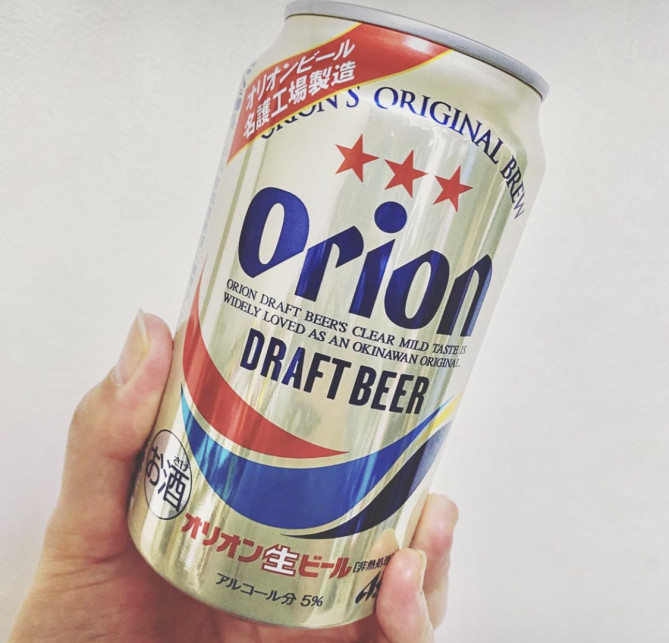 オリオンビール
名護工場製造
ORION'S ORIGINAL BREW
Orion
ORION DRAFT BEER'S CLEAR MILD TASTE IS
WIDELY LOVED AS AN OKINAWAN ORIGINAL.
DRAFT BEER
さけ
お酒
オリオン生ビール
アルコール分 5%